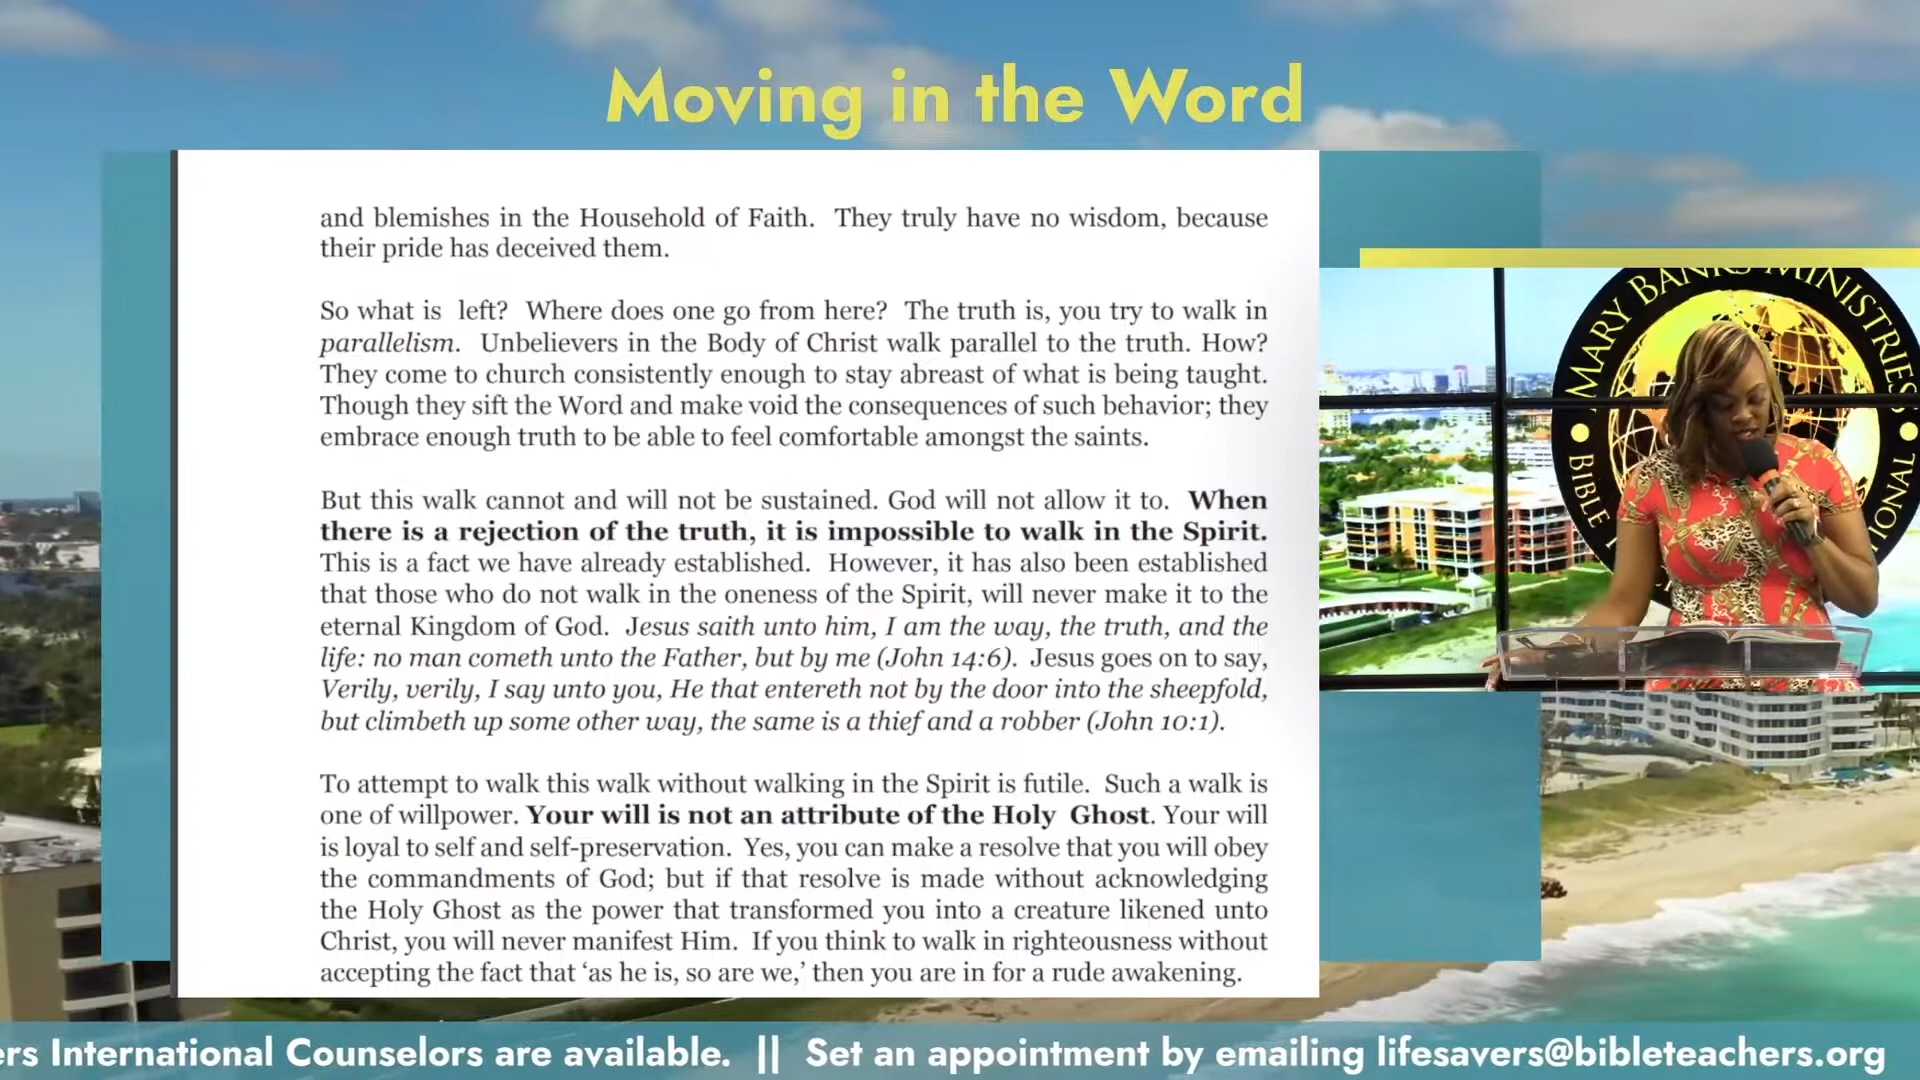 Moving in the Word
and blemishes in the Household of Faith. They truly have no wisdom, because
their pride has deceived them.
So what is left? Where does one go from here? The truth is, you try to walk in
parallelism. Unbelievers in the Body of Christ walk parallel to the truth. How?
They come to church consistently enough to stay abreast of what is being taught.
Though they sift the Word and make void the consequences of such behavior; they
embrace enough truth to be able to feel comfortable amongst the saints.
But this walk cannot and will not be sustained. God will not allow it to. When
there is a rejection of the truth, it is impossible to walk in the Spirit.
This is a fact we have already established. However, it has also been established
that those who do not walk in the oneness of the Spirit, will never make it to the
eternal Kingdom of God. Jesus saith unto him, I am the way, the truth, and the
life: no man cometh unto the Father, but by me (John 14:6). Jesus goes on to say,
Verily, verily, I say unto you, He that entereth not by the door into the sheepfold,
but climbeth up some other way, the same is a thief and a robber (John 10:1).
To attempt to walk this walk without walking in the Spirit is futile. Such a walk is
one of willpower. Your will is not an attribute of the Holy Ghost. Your will
is loyal to self and self-preservation. Yes, you can make a resolve that you will obey
the commandments of God; but if that resolve is made without acknowledging
the Holy Ghost as the power that transformed you into a creature likened unto
Christ, you will never manifest Him. If you think to walk in righteousness without
accepting the fact that ‘as he is, so are we,’ then you are in for a rude awakening.
MARY BANKS MINISTRIES
BIBLE
IONAL
ers International Counselors are available. || Set an appointment by emailing lifesavers@bibleteachers.org